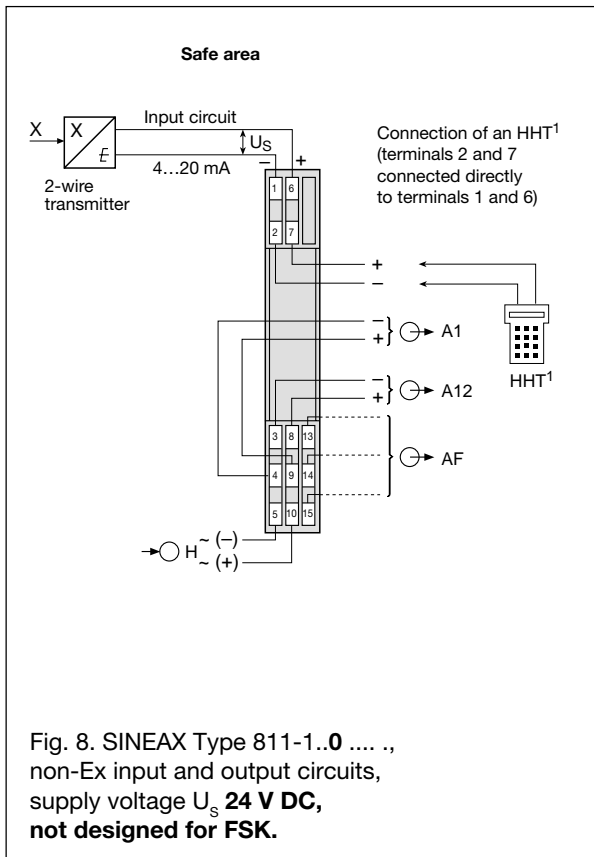 Safe area
Input circuit
X
X
E
U_S
4...20 mA
−
+
2-wire
transmitter
Connection of an HHT¹
(terminals 2 and 7
connected directly
to terminals 1 and 6)
1 6
2 7
+
−
−
+
A1
HHT¹
−
+
A12
3 8 13
4 9 14
AF
5 10 15
H ~ (−)
~ (+)
Fig. 8. SINEAX Type 811-1..0 .... .,
non-Ex input and output circuits,
supply voltage U_S 24 V DC,
not designed for FSK.